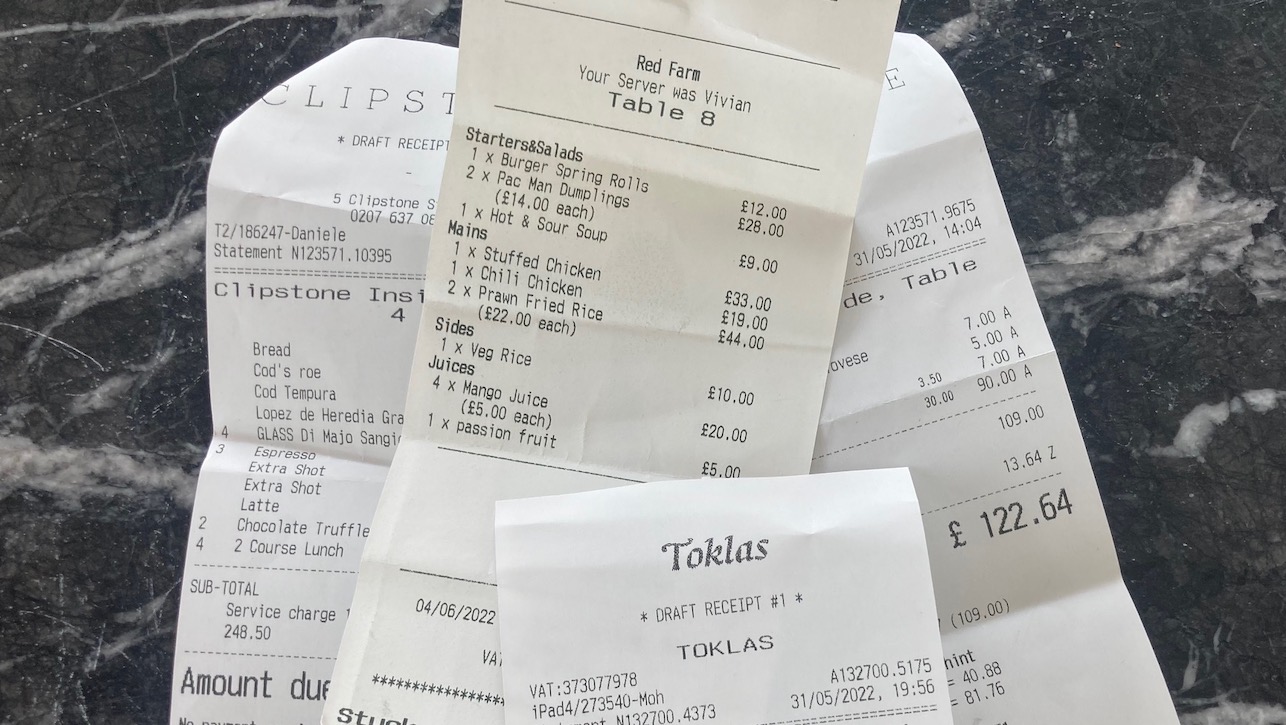 CLIPST
* DRAFT RECEIPT
-
5 Clipstone S
0207 637 08
T2/186247-Daniele
Statement N123571.10395
Clipstone Insi
4
Bread
Cod's roe
Cod Tempura
Lopez de Heredia Gra
4 GLASS Di Majo Sangi
3 Espresso
Extra Shot
Extra Shot
Latte
2 Chocolate Truffle
4 2 Course Lunch
SUB-TOTAL
Service charge 1
248.50
Amount due
Red Farm
Your Server was Vivian
Table 8
Starters&Salads
1 x Burger Spring Rolls £12.00
2 x Pac Man Dumplings £28.00
(£14.00 each)
1 x Hot & Sour Soup £9.00
Mains
1 x Stuffed Chicken £33.00
1 x Chili Chicken £19.00
2 x Prawn Fried Rice £44.00
(£22.00 each)
Sides
1 x Veg Rice £10.00
Juices
4 x Mango Juice £20.00
(£5.00 each)
1 x passion fruit £5.00
04/06/2022
VA
********************
E
A123571.9675
31/05/2022, 14:04
de, Table
7.00 A
5.00 A
ovese 3.50 7.00 A
30.00 90.00 A
109.00
13.64 Z
£ 122.64
(109.00)
= 40.88
= 81.76
Toklas
* DRAFT RECEIPT #1 *
TOKLAS
VAT:373077978 A132700.5175
iPad4/273540-Moh 31/05/2022, 19:56
N132700.4373